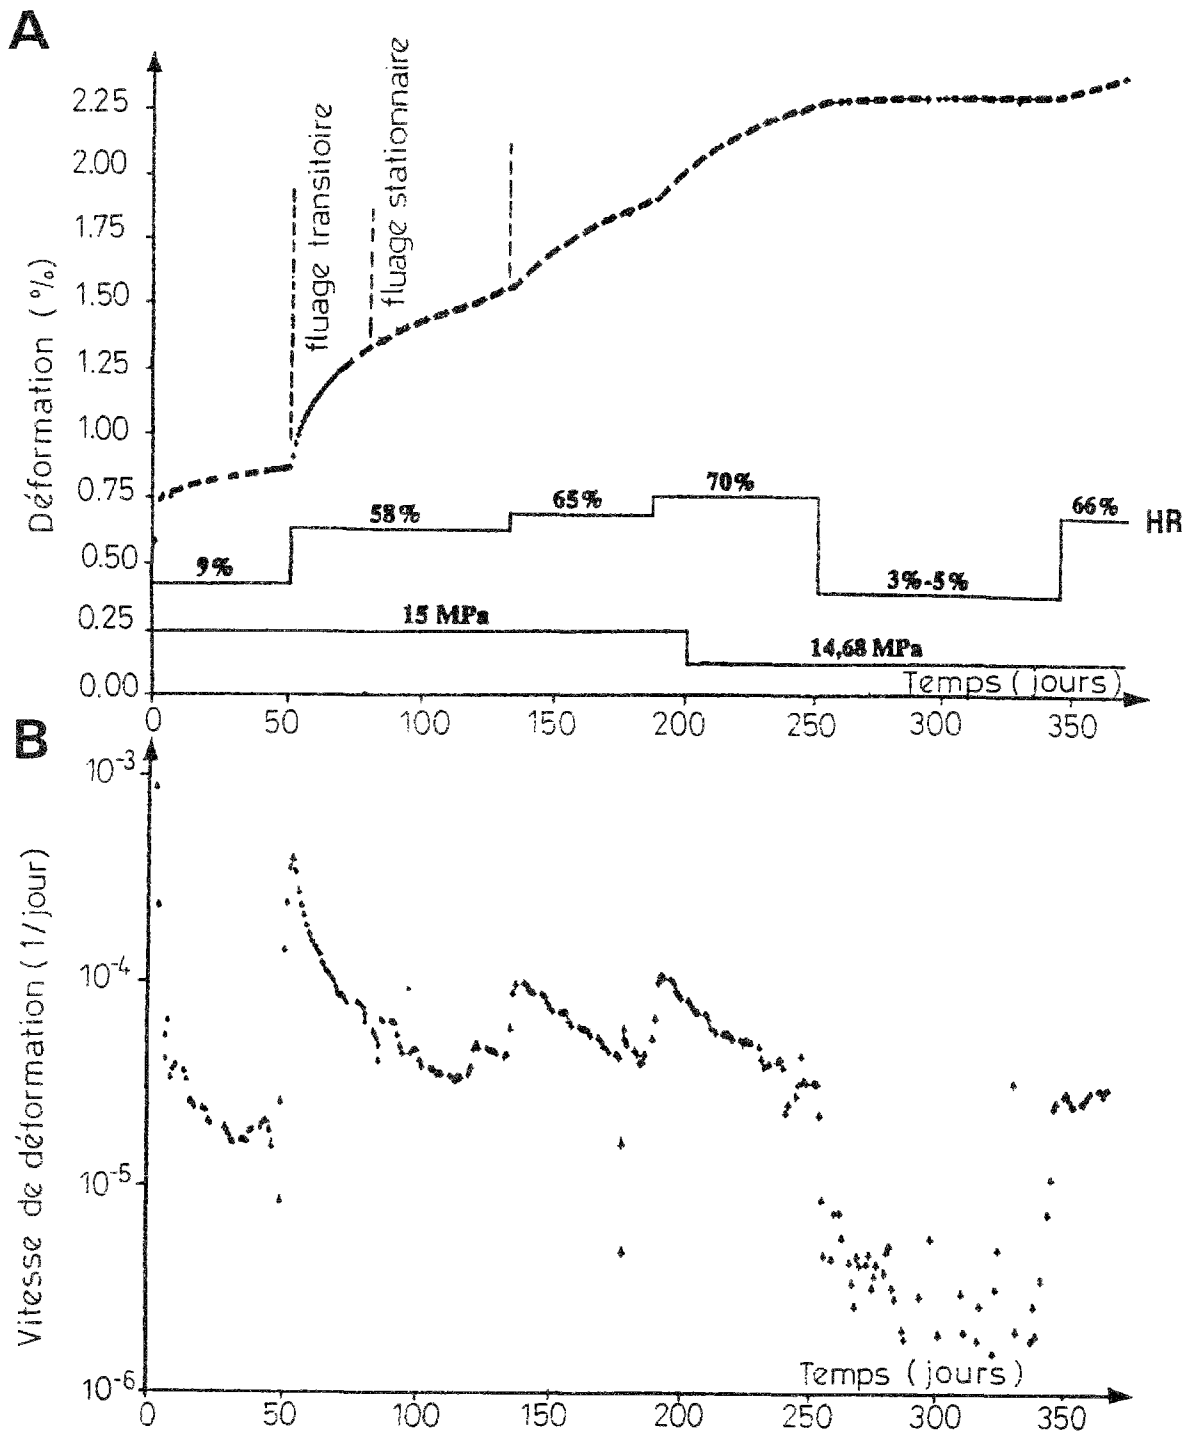 A
Déformation (%)
2.25
2.00
1.75
1.50
1.25
1.00
0.75
0.50
0.25
0.00
fluage transitoire
fluage stationnaire
9%
58%
65%
70%
3%-5%
66%
HR
15 MPa
14,68 MPa
Temps (jours)
0 50 100 150 200 250 300 350
B
Vitesse de déformation (1/jour)
10-3
10-4
10-5
10-6
Temps (jours)
0 50 100 150 200 250 300 350